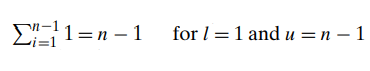 ∑_{i=1}^{n−1} 1 = n − 1 for l = 1 and u = n − 1